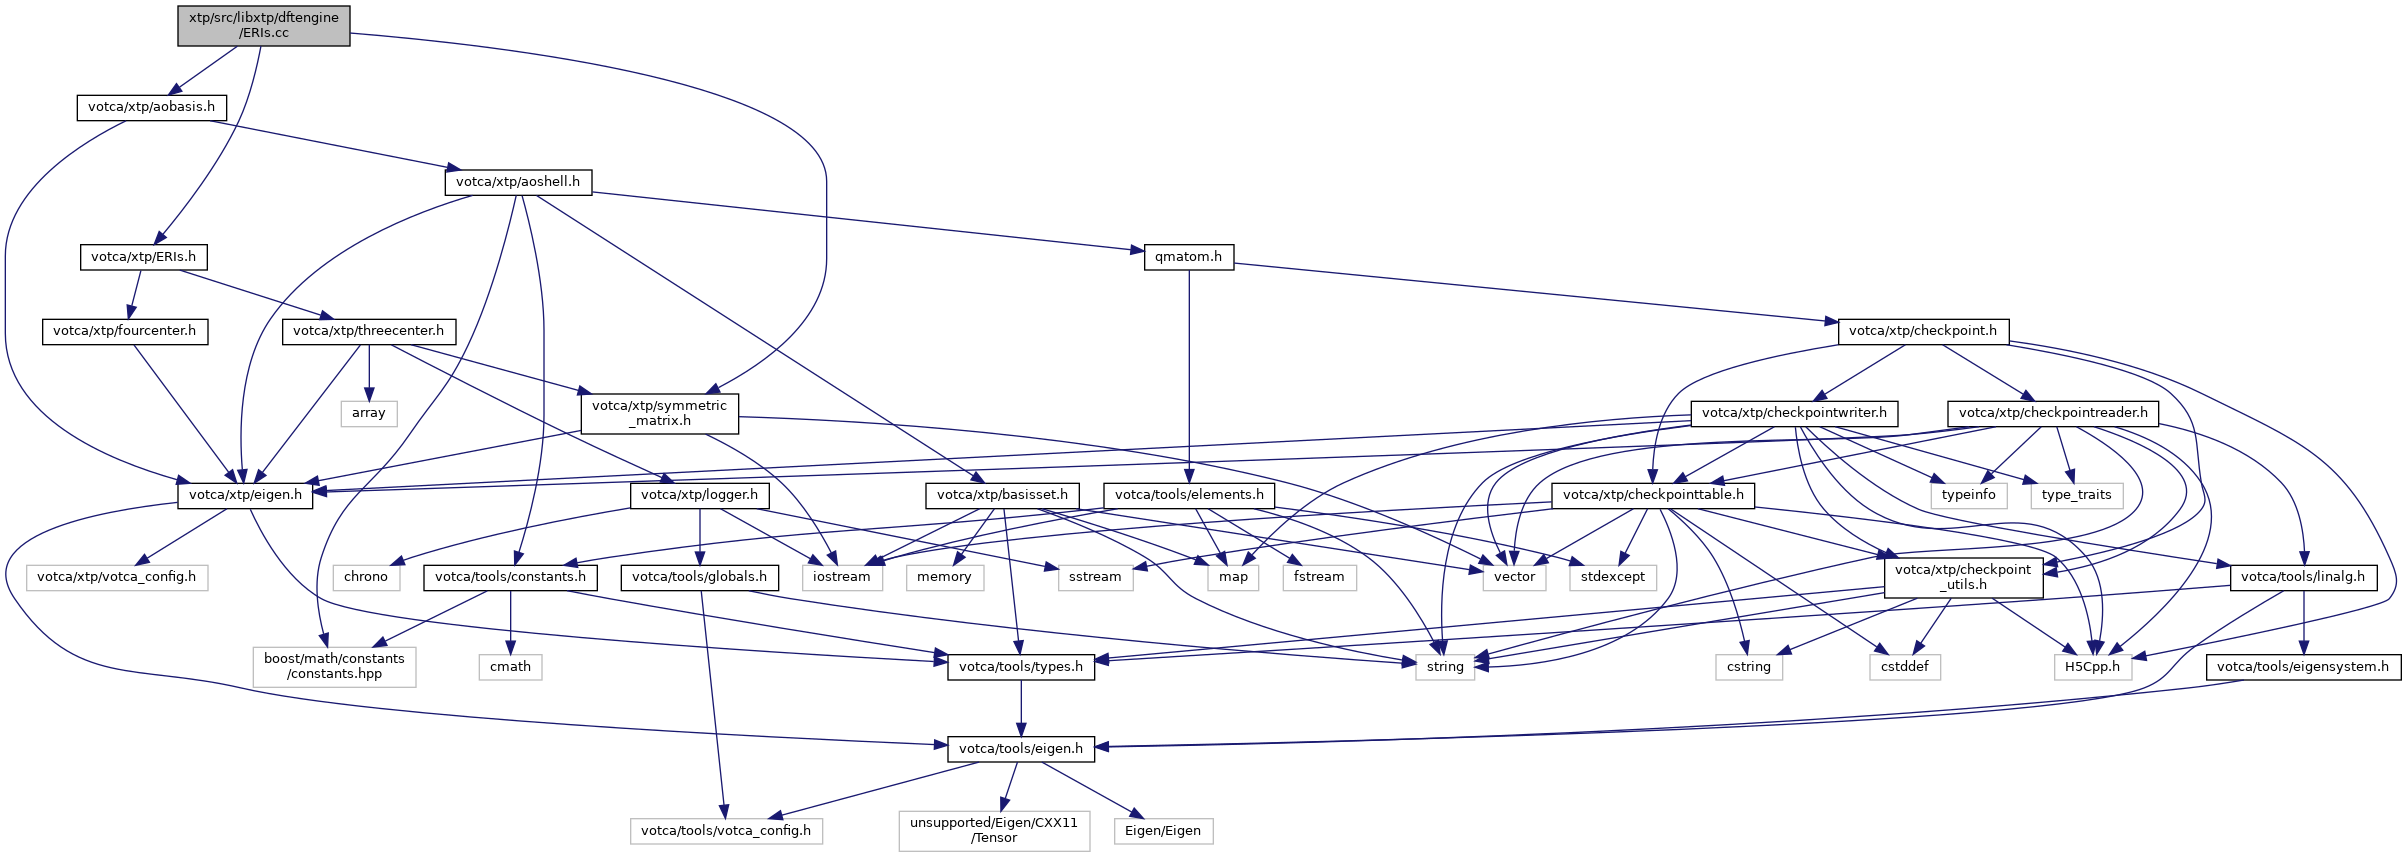 xtp/src/libxtp/dftengine
/ERIs.cc
votca/xtp/aobasis.h
votca/xtp/aoshell.h
votca/xtp/ERIs.h
qmatom.h
votca/xtp/fourcenter.h
votca/xtp/threecenter.h
votca/xtp/checkpoint.h
array
votca/xtp/symmetric
_matrix.h
votca/xtp/checkpointwriter.h
votca/xtp/checkpointreader.h
votca/xtp/eigen.h
votca/xtp/logger.h
votca/xtp/basisset.h
votca/tools/elements.h
votca/xtp/checkpointtable.h
typeinfo
type_traits
votca/xtp/votca_config.h
chrono
votca/tools/constants.h
votca/tools/globals.h
iostream
memory
sstream
map
fstream
vector
stdexcept
votca/xtp/checkpoint
_utils.h
votca/tools/linalg.h
boost/math/constants
/constants.hpp
cmath
votca/tools/types.h
string
cstring
cstddef
H5Cpp.h
votca/tools/eigensystem.h
votca/tools/eigen.h
votca/tools/votca_config.h
unsupported/Eigen/CXX11
/Tensor
Eigen/Eigen